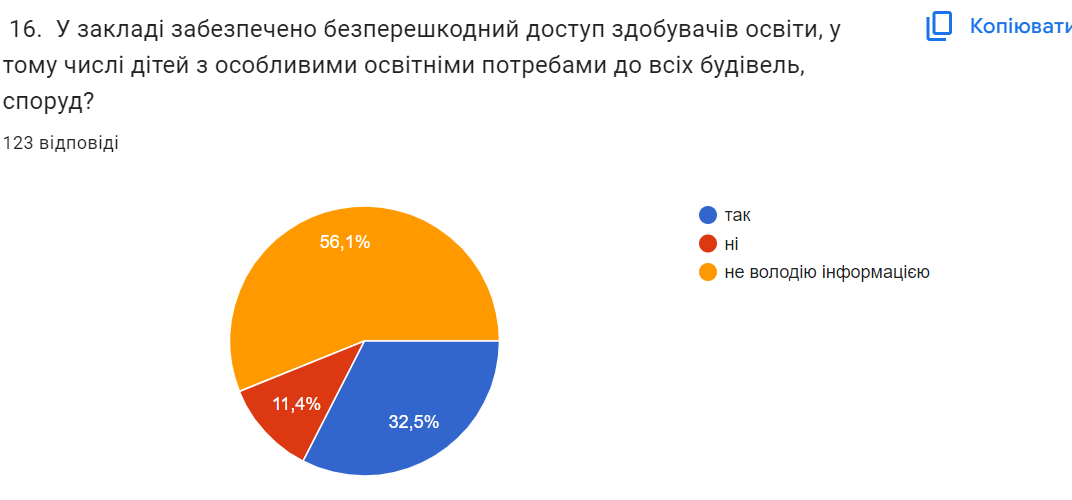 16. У закладі забезпечено безперешкодний доступ здобувачів освіти, у
тому числі дітей з особливими освітніми потребами до всіх будівель,
споруд?
Копіювати
123 відповіді
56,1%
11,4%
32,5%
так
ні
не володію інформацією